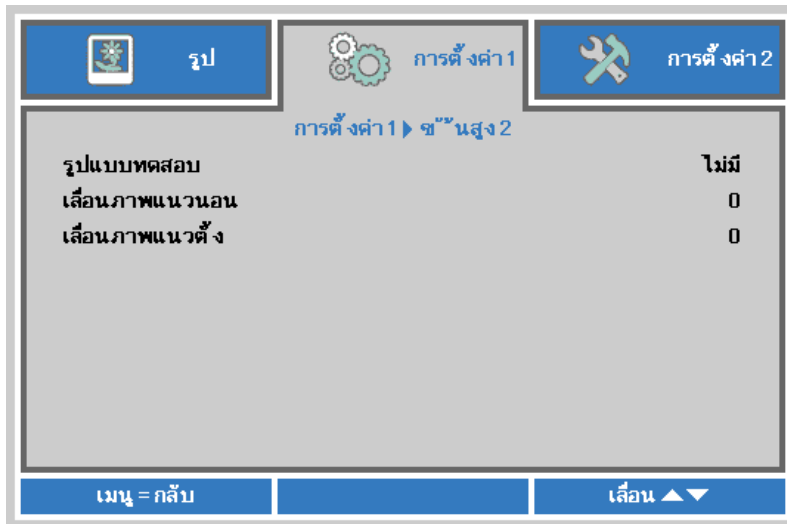 รูป
การตั้งค่า 1
การตั้งค่า 2
การตั้งค่า 1 ▶ ขั้นสูง 2
รูปแบบทดสอบ ไม่มี
เลื่อนภาพแนวนอน 0
เลื่อนภาพแนวตั้ง 0
เมนู = กลับ
เลื่อน ▲▼